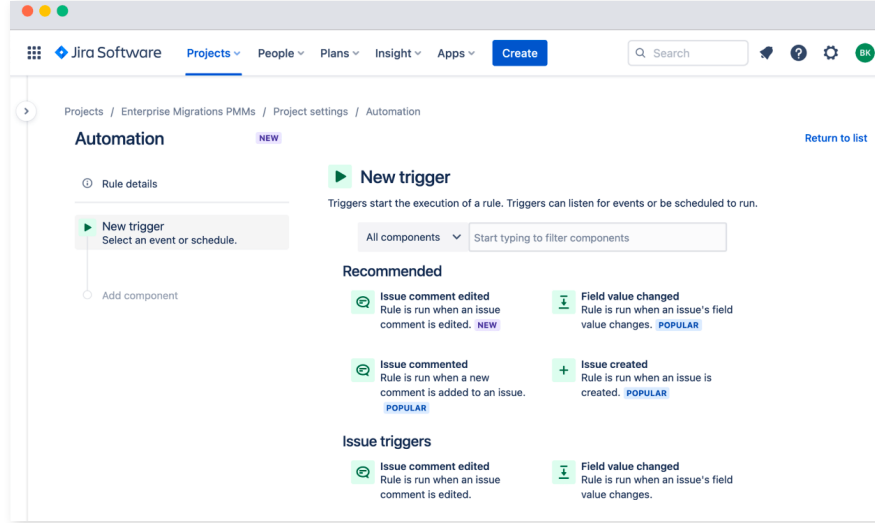 Jira Software Projects People Plans Insight Apps Create Search BK
Projects / Enterprise Migrations PMMs / Project settings / Automation
Automation NEW Return to list
Rule details
New trigger
Select an event or schedule.
Add component
New trigger
Triggers start the execution of a rule. Triggers can listen for events or be scheduled to run.
All components Start typing to filter components
Recommended
Issue comment edited
Rule is run when an issue
comment is edited. NEW
Field value changed
Rule is run when an issue's field
value changes. POPULAR
Issue commented
Rule is run when a new
comment is added to an issue.
POPULAR
Issue created
Rule is run when an issue is
created. POPULAR
Issue triggers
Issue comment edited
Rule is run when an issue
comment is edited.
Field value changed
Rule is run when an issue's field
value changes.